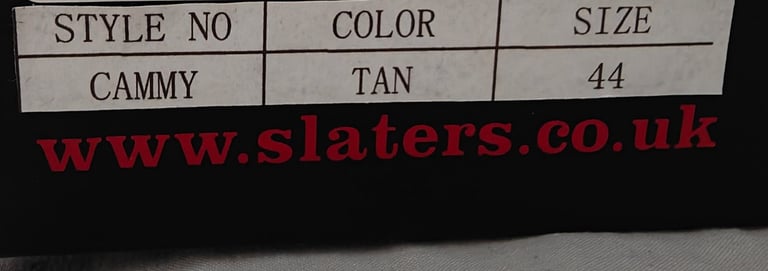 STYLE NO COLOR SIZE
CAMMY TAN 44
www.slaters.co.uk